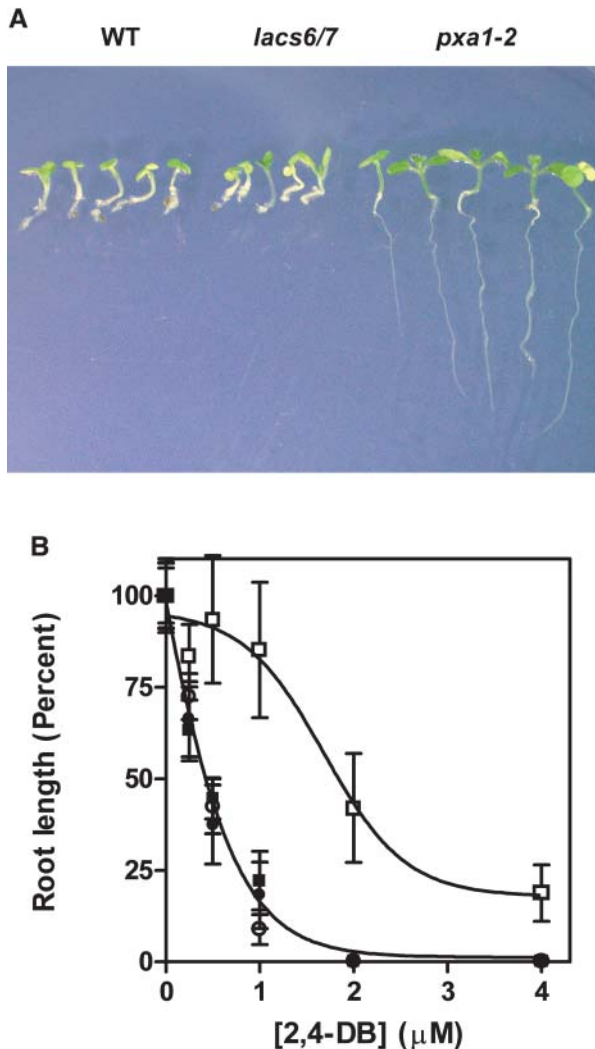 A
WT lacs6/7 pxa1-2
B
Root length (Percent)
100
75
50
25
0
0 1 2 3 4
[2,4-DB] (μM)